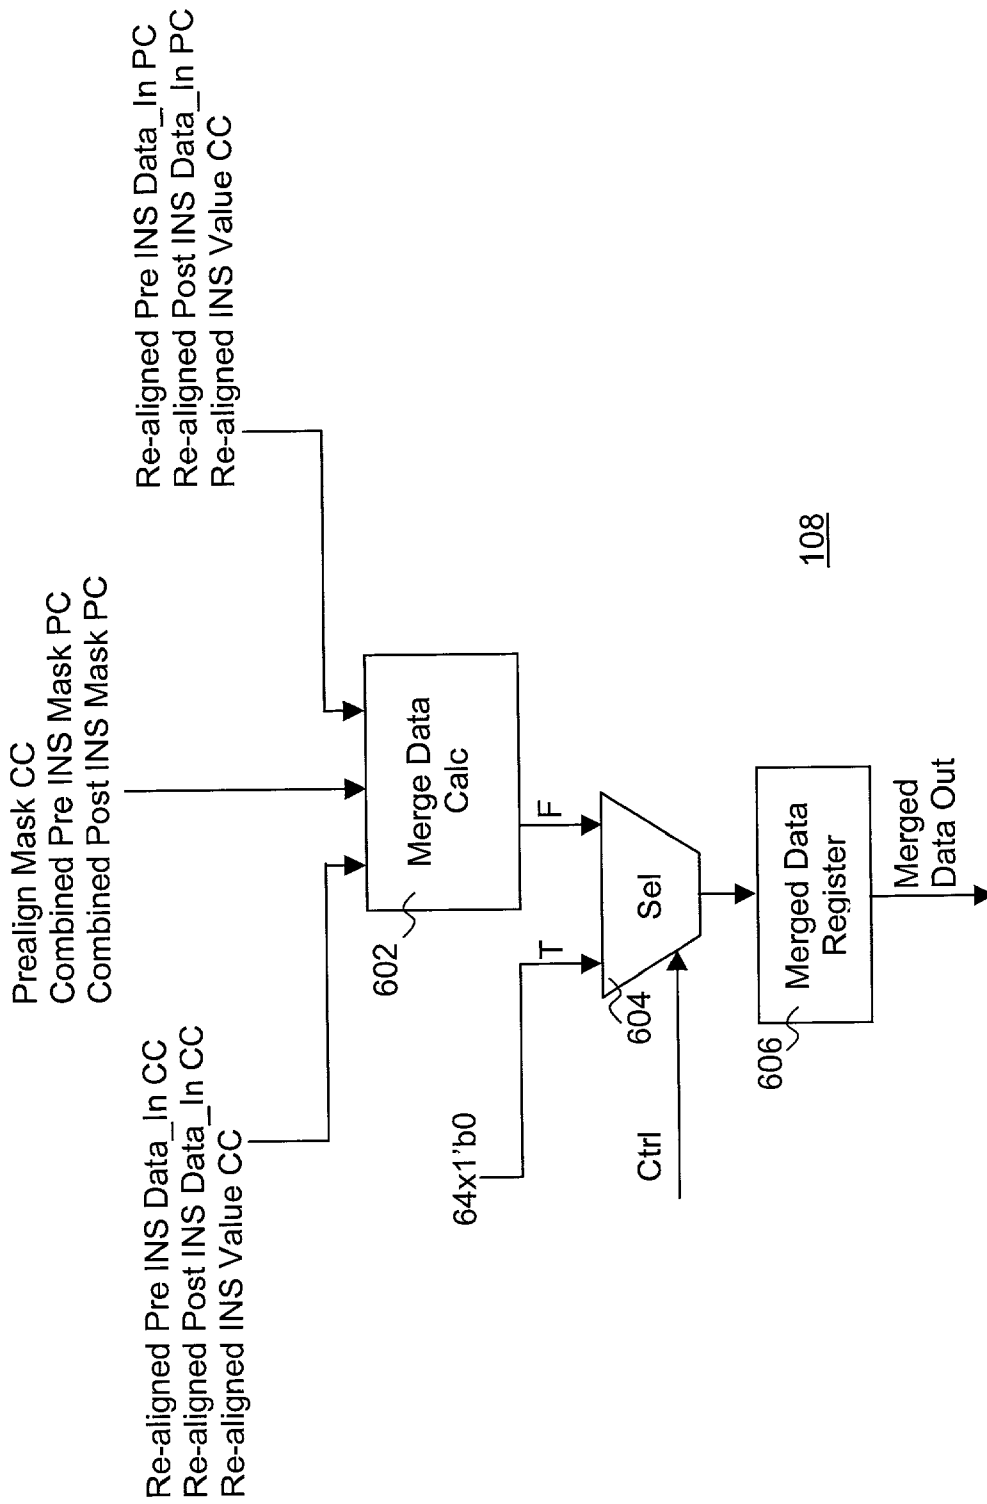 Prealign Mask CC
Combined Pre INS Mask PC
Combined Post INS Mask PC
Re-aligned Pre INS Data_In CC
Re-aligned Post INS Data_In CC
Re-aligned INS Value CC
Re-aligned Pre INS Data_In PC
Re-aligned Post INS Data_In PC
Re-aligned INS Value CC
602
Merge Data
Calc
64x1'b0
T
F
604
Sel
Ctrl
108
606
Merged Data
Register
Merged
Data Out